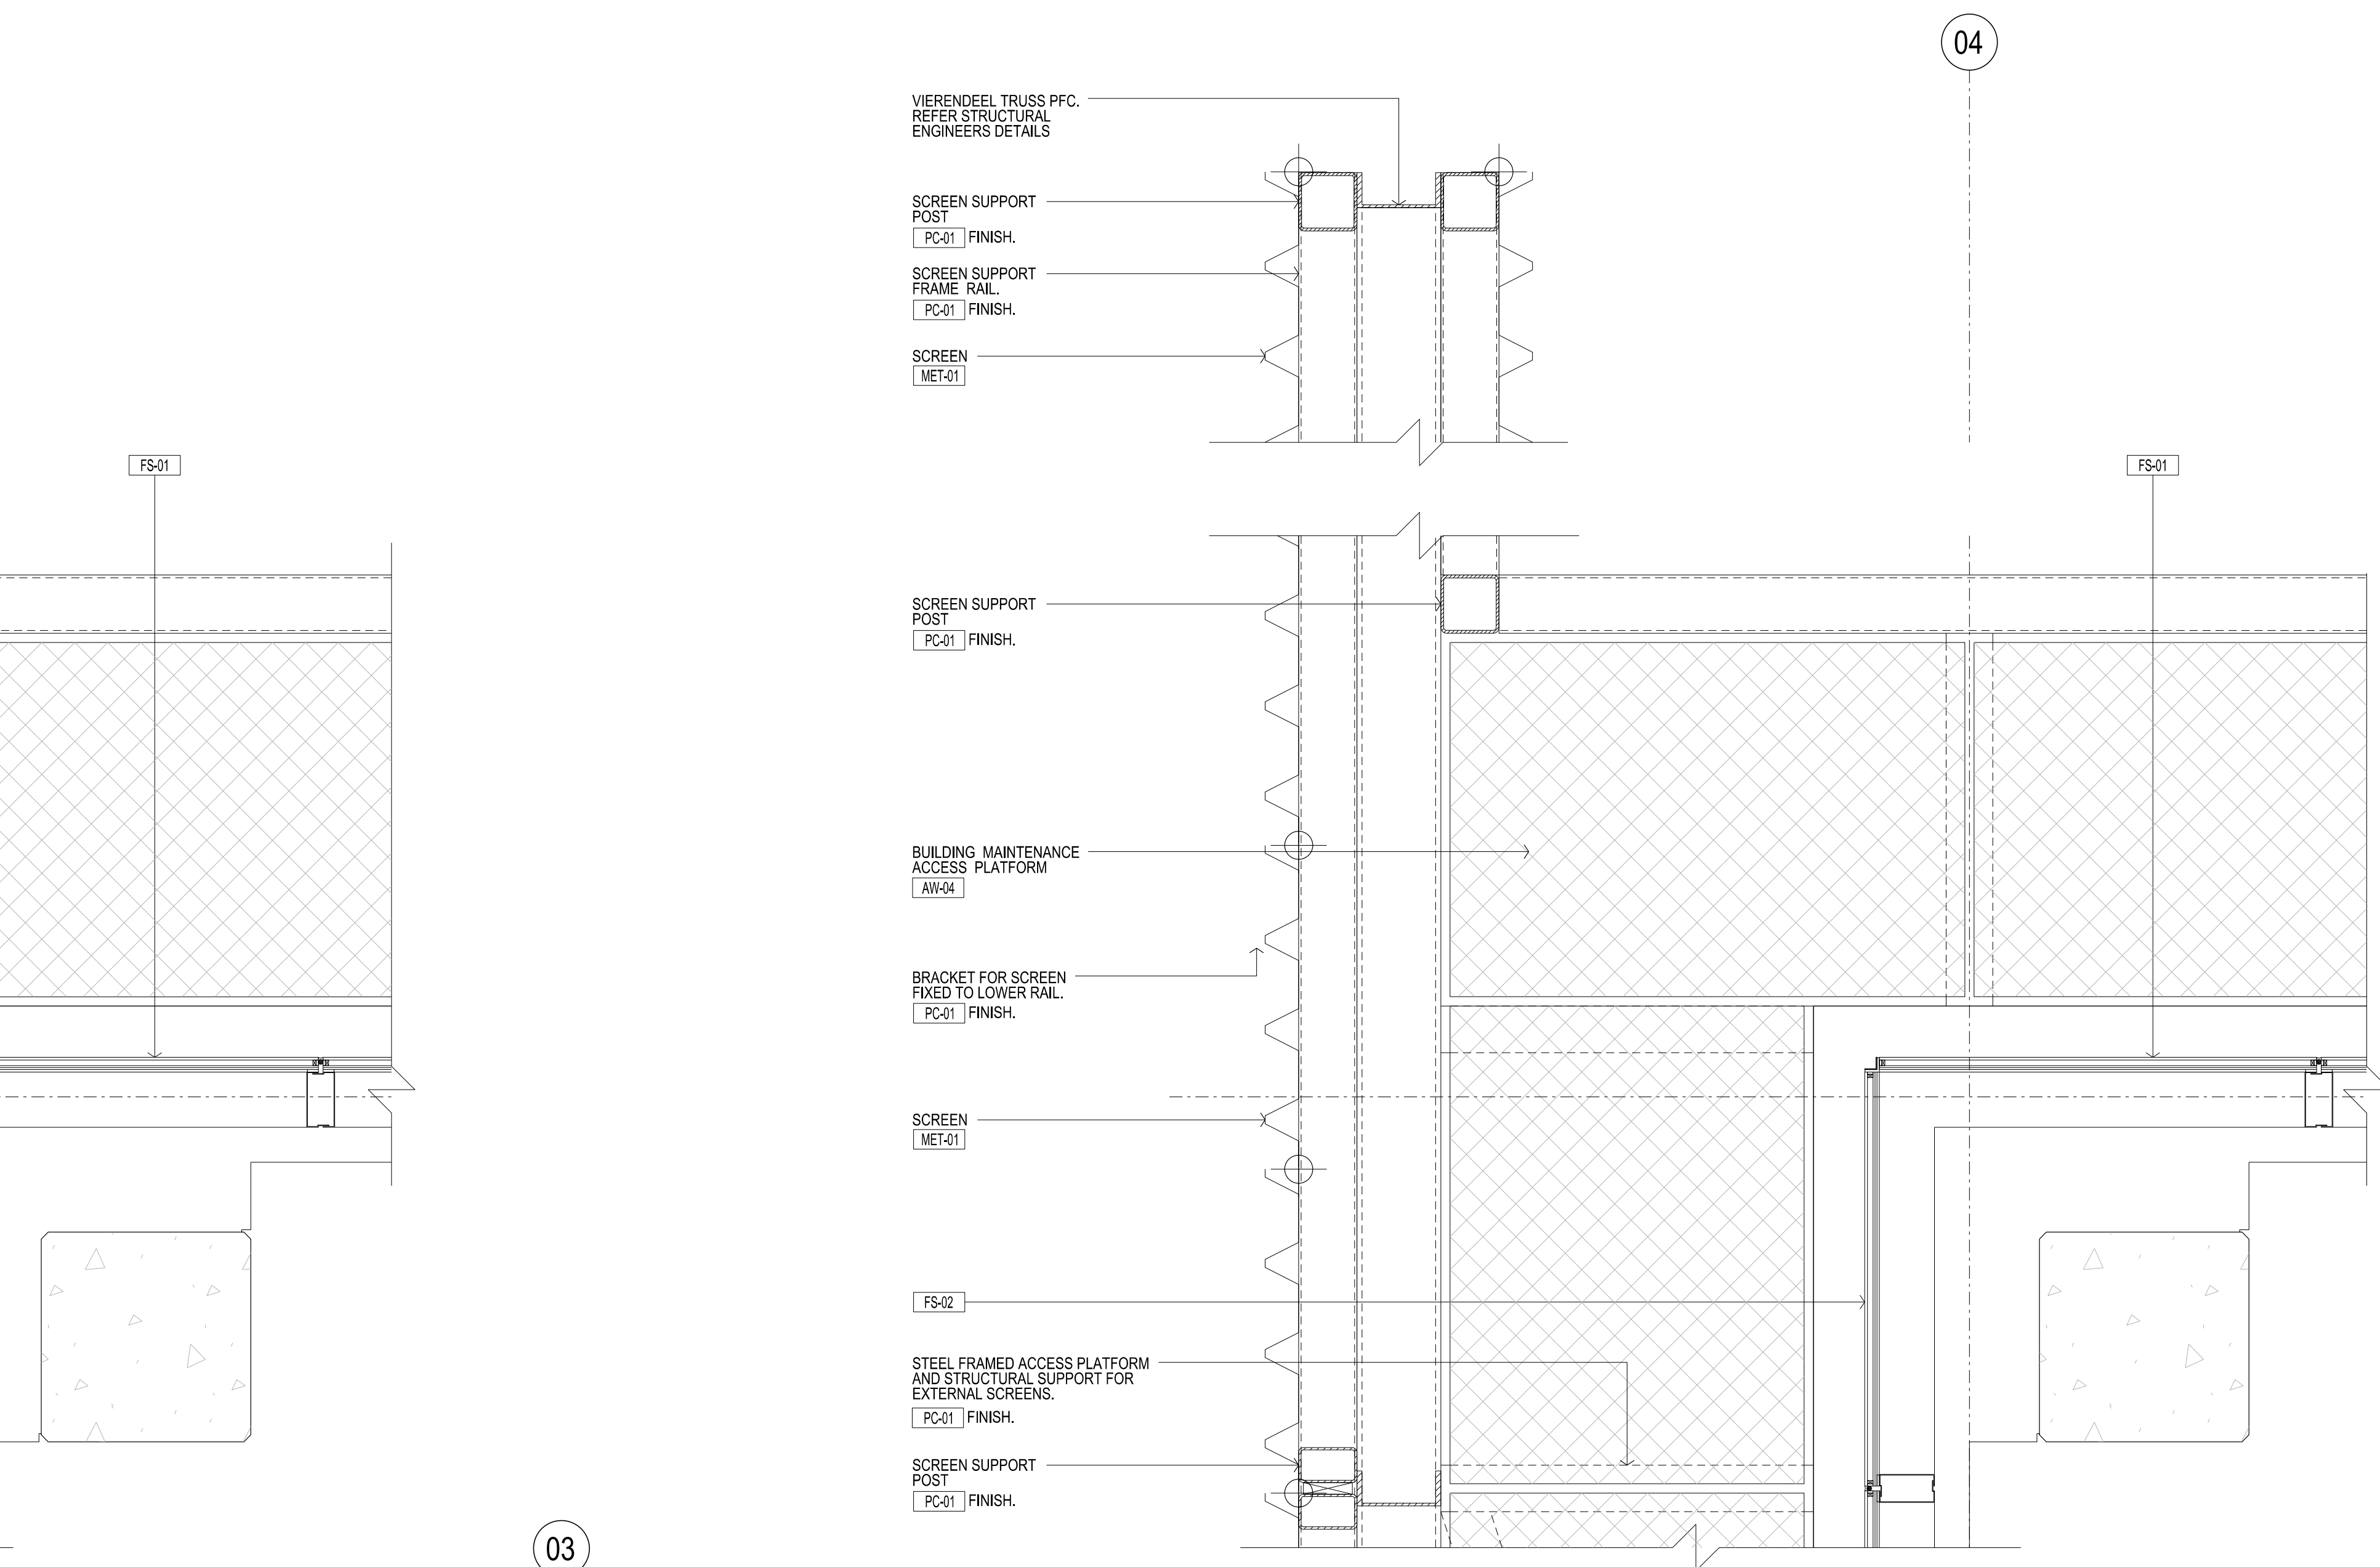 04
VIERENDEEL TRUSS PFC.
REFER STRUCTURAL
ENGINEERS DETAILS
SCREEN SUPPORT
POST
PC-01 FINISH.
SCREEN SUPPORT
FRAME RAIL.
PC-01 FINISH.
SCREEN
MET-01
FS-01
FS-01
SCREEN SUPPORT
POST
PC-01 FINISH.
BUILDING MAINTENANCE
ACCESS PLATFORM
AW-04
BRACKET FOR SCREEN
FIXED TO LOWER RAIL.
PC-01 FINISH.
SCREEN
MET-01
FS-02
STEEL FRAMED ACCESS PLATFORM
AND STRUCTURAL SUPPORT FOR
EXTERNAL SCREENS.
PC-01 FINISH.
SCREEN SUPPORT
POST
PC-01 FINISH.
03